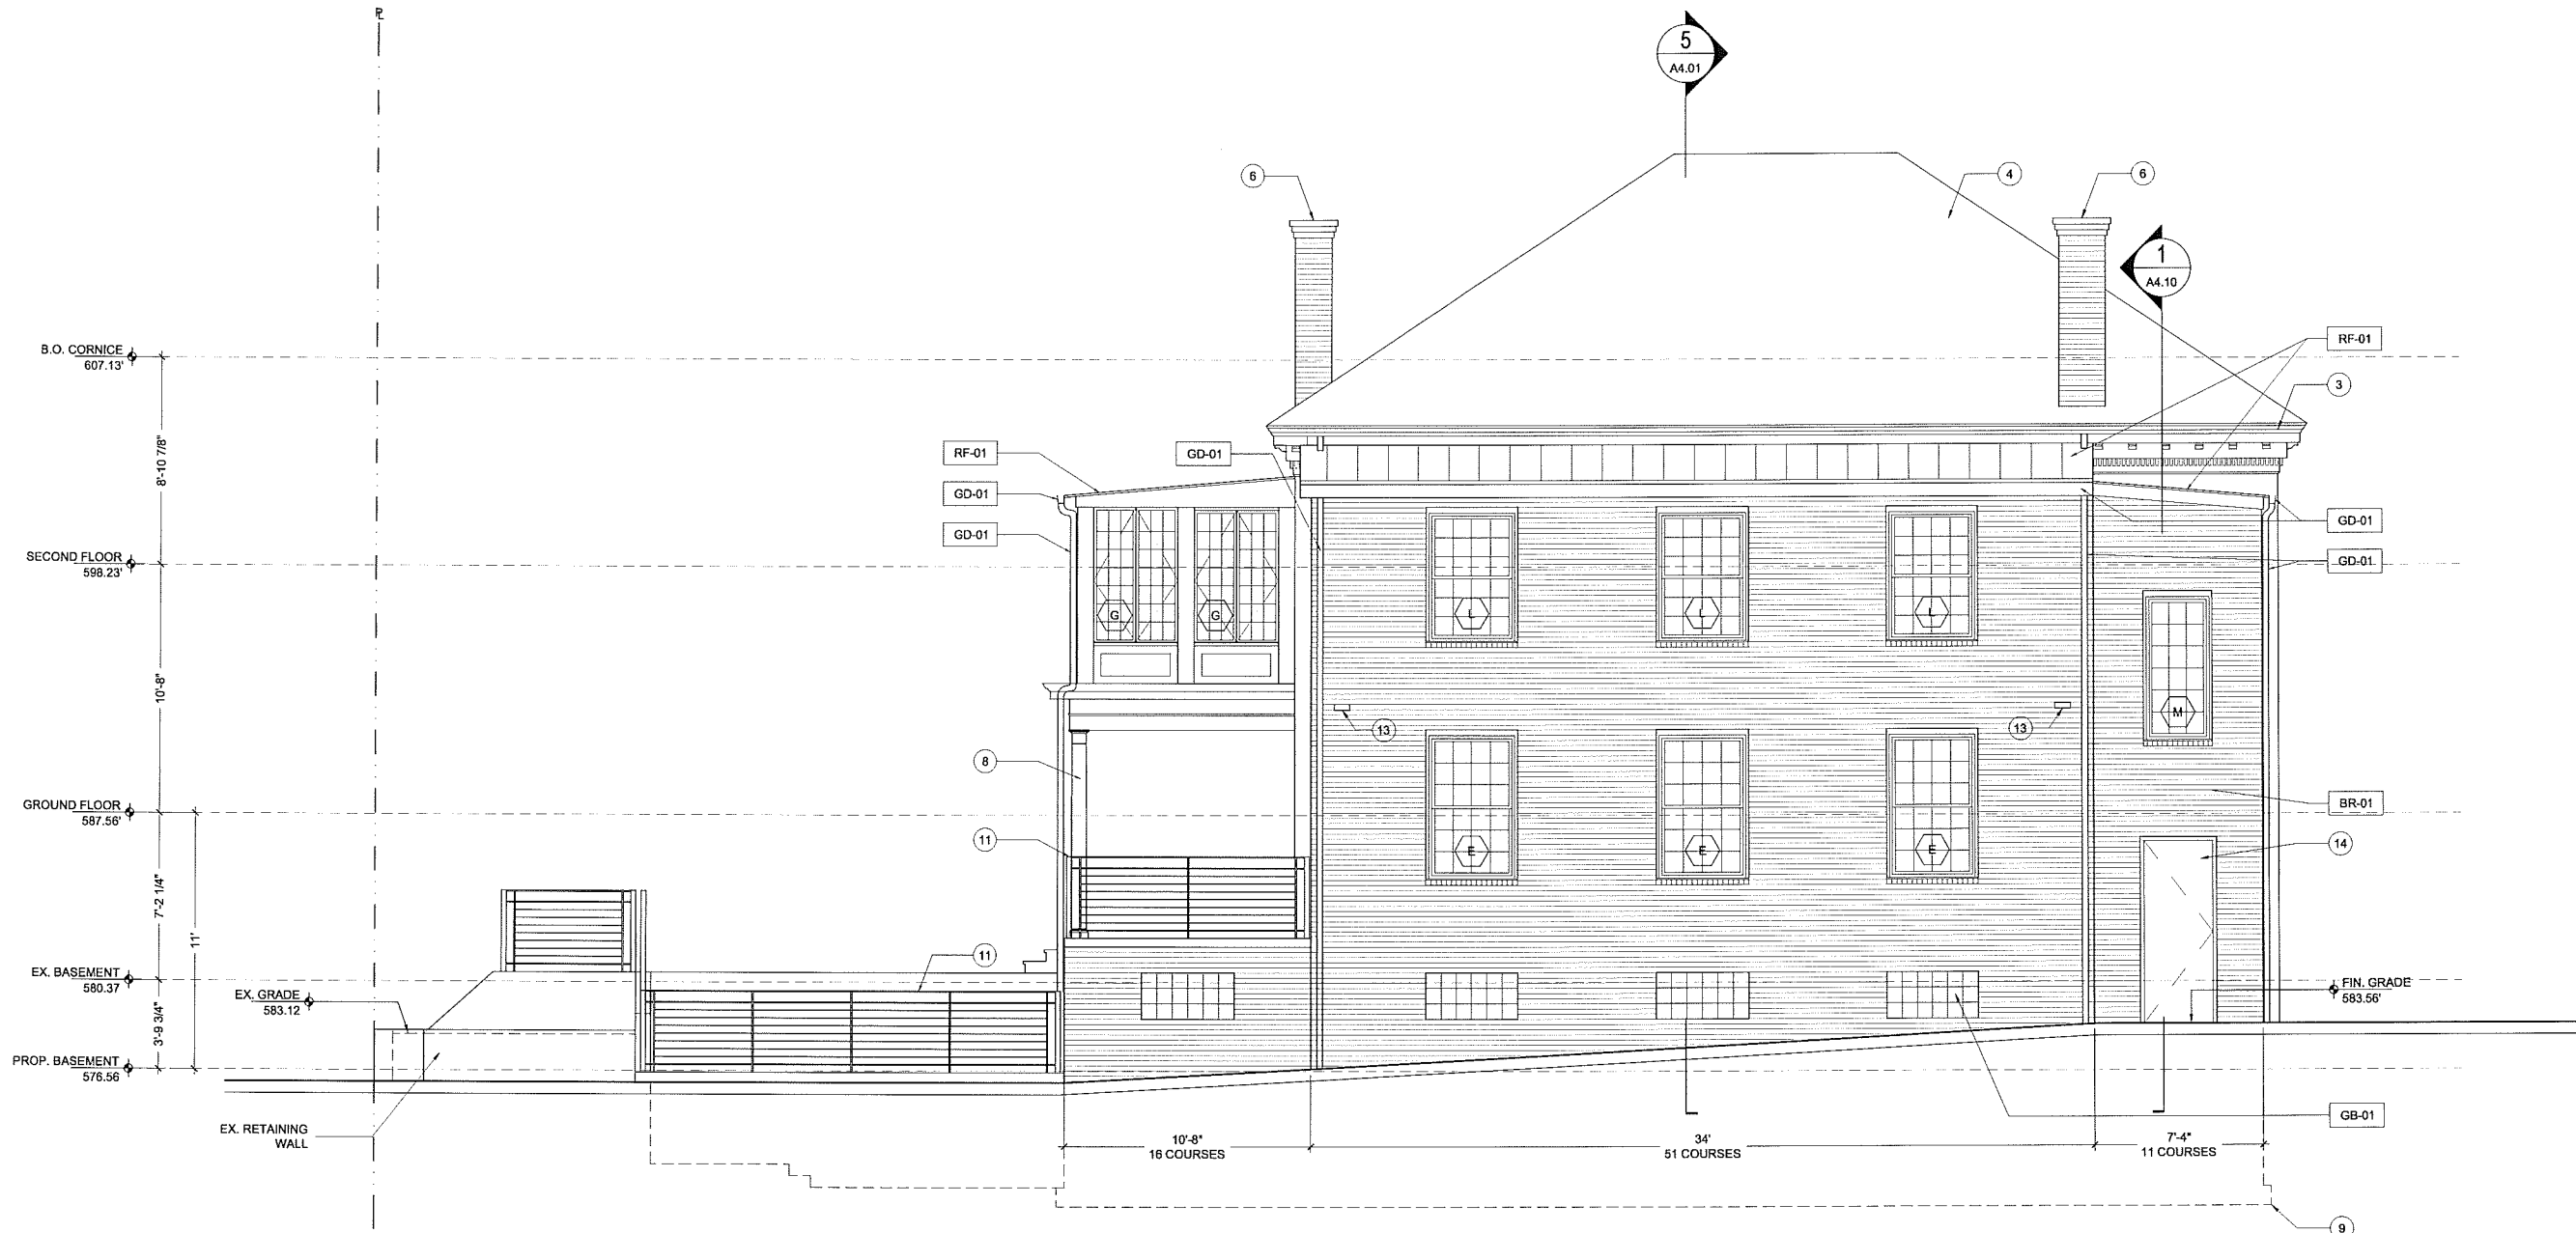 PL
5
A4.01
6
4
6
1
A4.10
RF-01
B.O. CORNICE
607.13'
3
8'-10 7/8"
RF-01
GD-01
GD-01
GD-01
GD-01
SECOND FLOOR
598.23'
GD-01
G
G
L
L
L
10'-8"
M
13
13
8
GROUND FLOOR
587.56'
BR-01
11
E
E
E
14
7'-2 1/4"
11'
11
EX. BASEMENT
580.37
EX. GRADE
583.12
FIN. GRADE
583.56'
3'-9 3/4"
PROP. BASEMENT
576.56
GB-01
EX. RETAINING
WALL
10'-8"
16 COURSES
34'
51 COURSES
7'-4"
11 COURSES
9